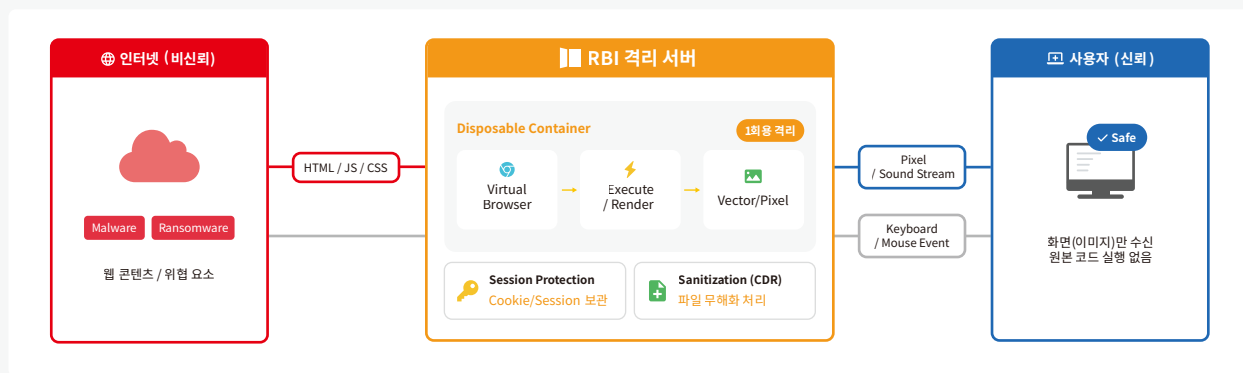 인터넷 (비신뢰)
Malware
Ransomware
웹 콘텐츠 / 위협 요소
HTML / JS / CSS
RBI 격리 서버
Disposable Container
1회용 격리
Virtual
Browser
Execute
/ Render
Vector/Pixel
Session Protection
Cookie/Session 보관
Sanitization (CDR)
파일 무해화 처리
Pixel
/ Sound Stream
Keyboard
/ Mouse Event
사용자 (신뢰)
Safe
화면(이미지)만 수신
원본 코드 실행 없음